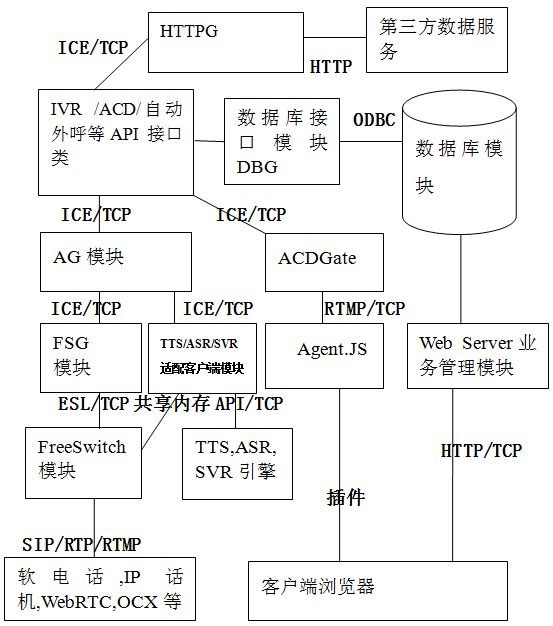 HTTPG
第三方数据服
务
ICE/TCP
HTTP
IVR /ACD/自动
外呼等API 接口
类
数据库接
口模块
DBG
ODBC
数据库模
块
ICE/TCP
ICE/TCP
AG 模块
ACDGate
ICE/TCP
ICE/TCP
RTMP/TCP
FSG
模块
TTS/ASR/SVR
适配客户端模块
Agent.JS
Web Server 业
务管理模块
ESL/TCP
共享内存
API/TCP
FreeSwitch
模块
TTS,ASR,
SVR 引擎
HTTP/TCP
插件
SIP/RTP/RTMP
软电话,IP 话
机,WebRTC,OCX 等
客户端浏览器